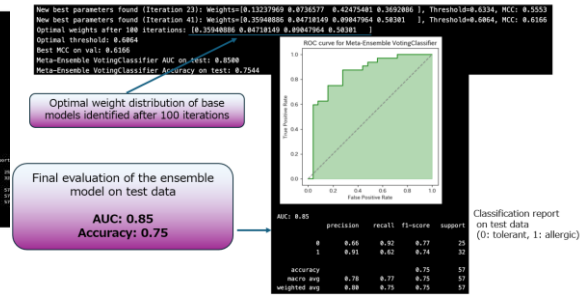 New best parameters found (Iteration 23): Weights=[0.13237969 0.0736577  0.42475401 0.3692086 ], Threshold=0.6334, MCC: 0.5553
New best parameters found (Iteration 41): Weights=[0.35940886 0.04710149 0.09047964 0.50301   ], Threshold=0.6064, MCC: 0.6166
Optimal weights after 100 iterations: [0.35940886 0.04710149 0.09047964 0.50301   ]
Optimal threshold: 0.6064
Best MCC on val: 0.6166
Meta-Ensemble VotingClassifier AUC on test: 0.8500
Meta-Ensemble VotingClassifier Accuracy on test: 0.7544
ROC curve for Meta-Ensemble VotingClassifier
1.0
0.8
0.6
0.4
0.2
0.0
True Positive Rate
0.0 0.2 0.4 0.6 0.8 1.0
False Positive Rate
Optimal weight distribution of base
models identified after 100 iterations
Final evaluation of the ensemble
model on test data
AUC: 0.85
Accuracy: 0.75
AUC: 0.85
precision recall f1-score support
0 0.66 0.92 0.77 25
1 0.91 0.62 0.74 32
accuracy 0.75 57
macro avg 0.78 0.77 0.75 57
weighted avg 0.80 0.75 0.75 57
Classification report
on test data
(0: tolerant, 1: allergic)